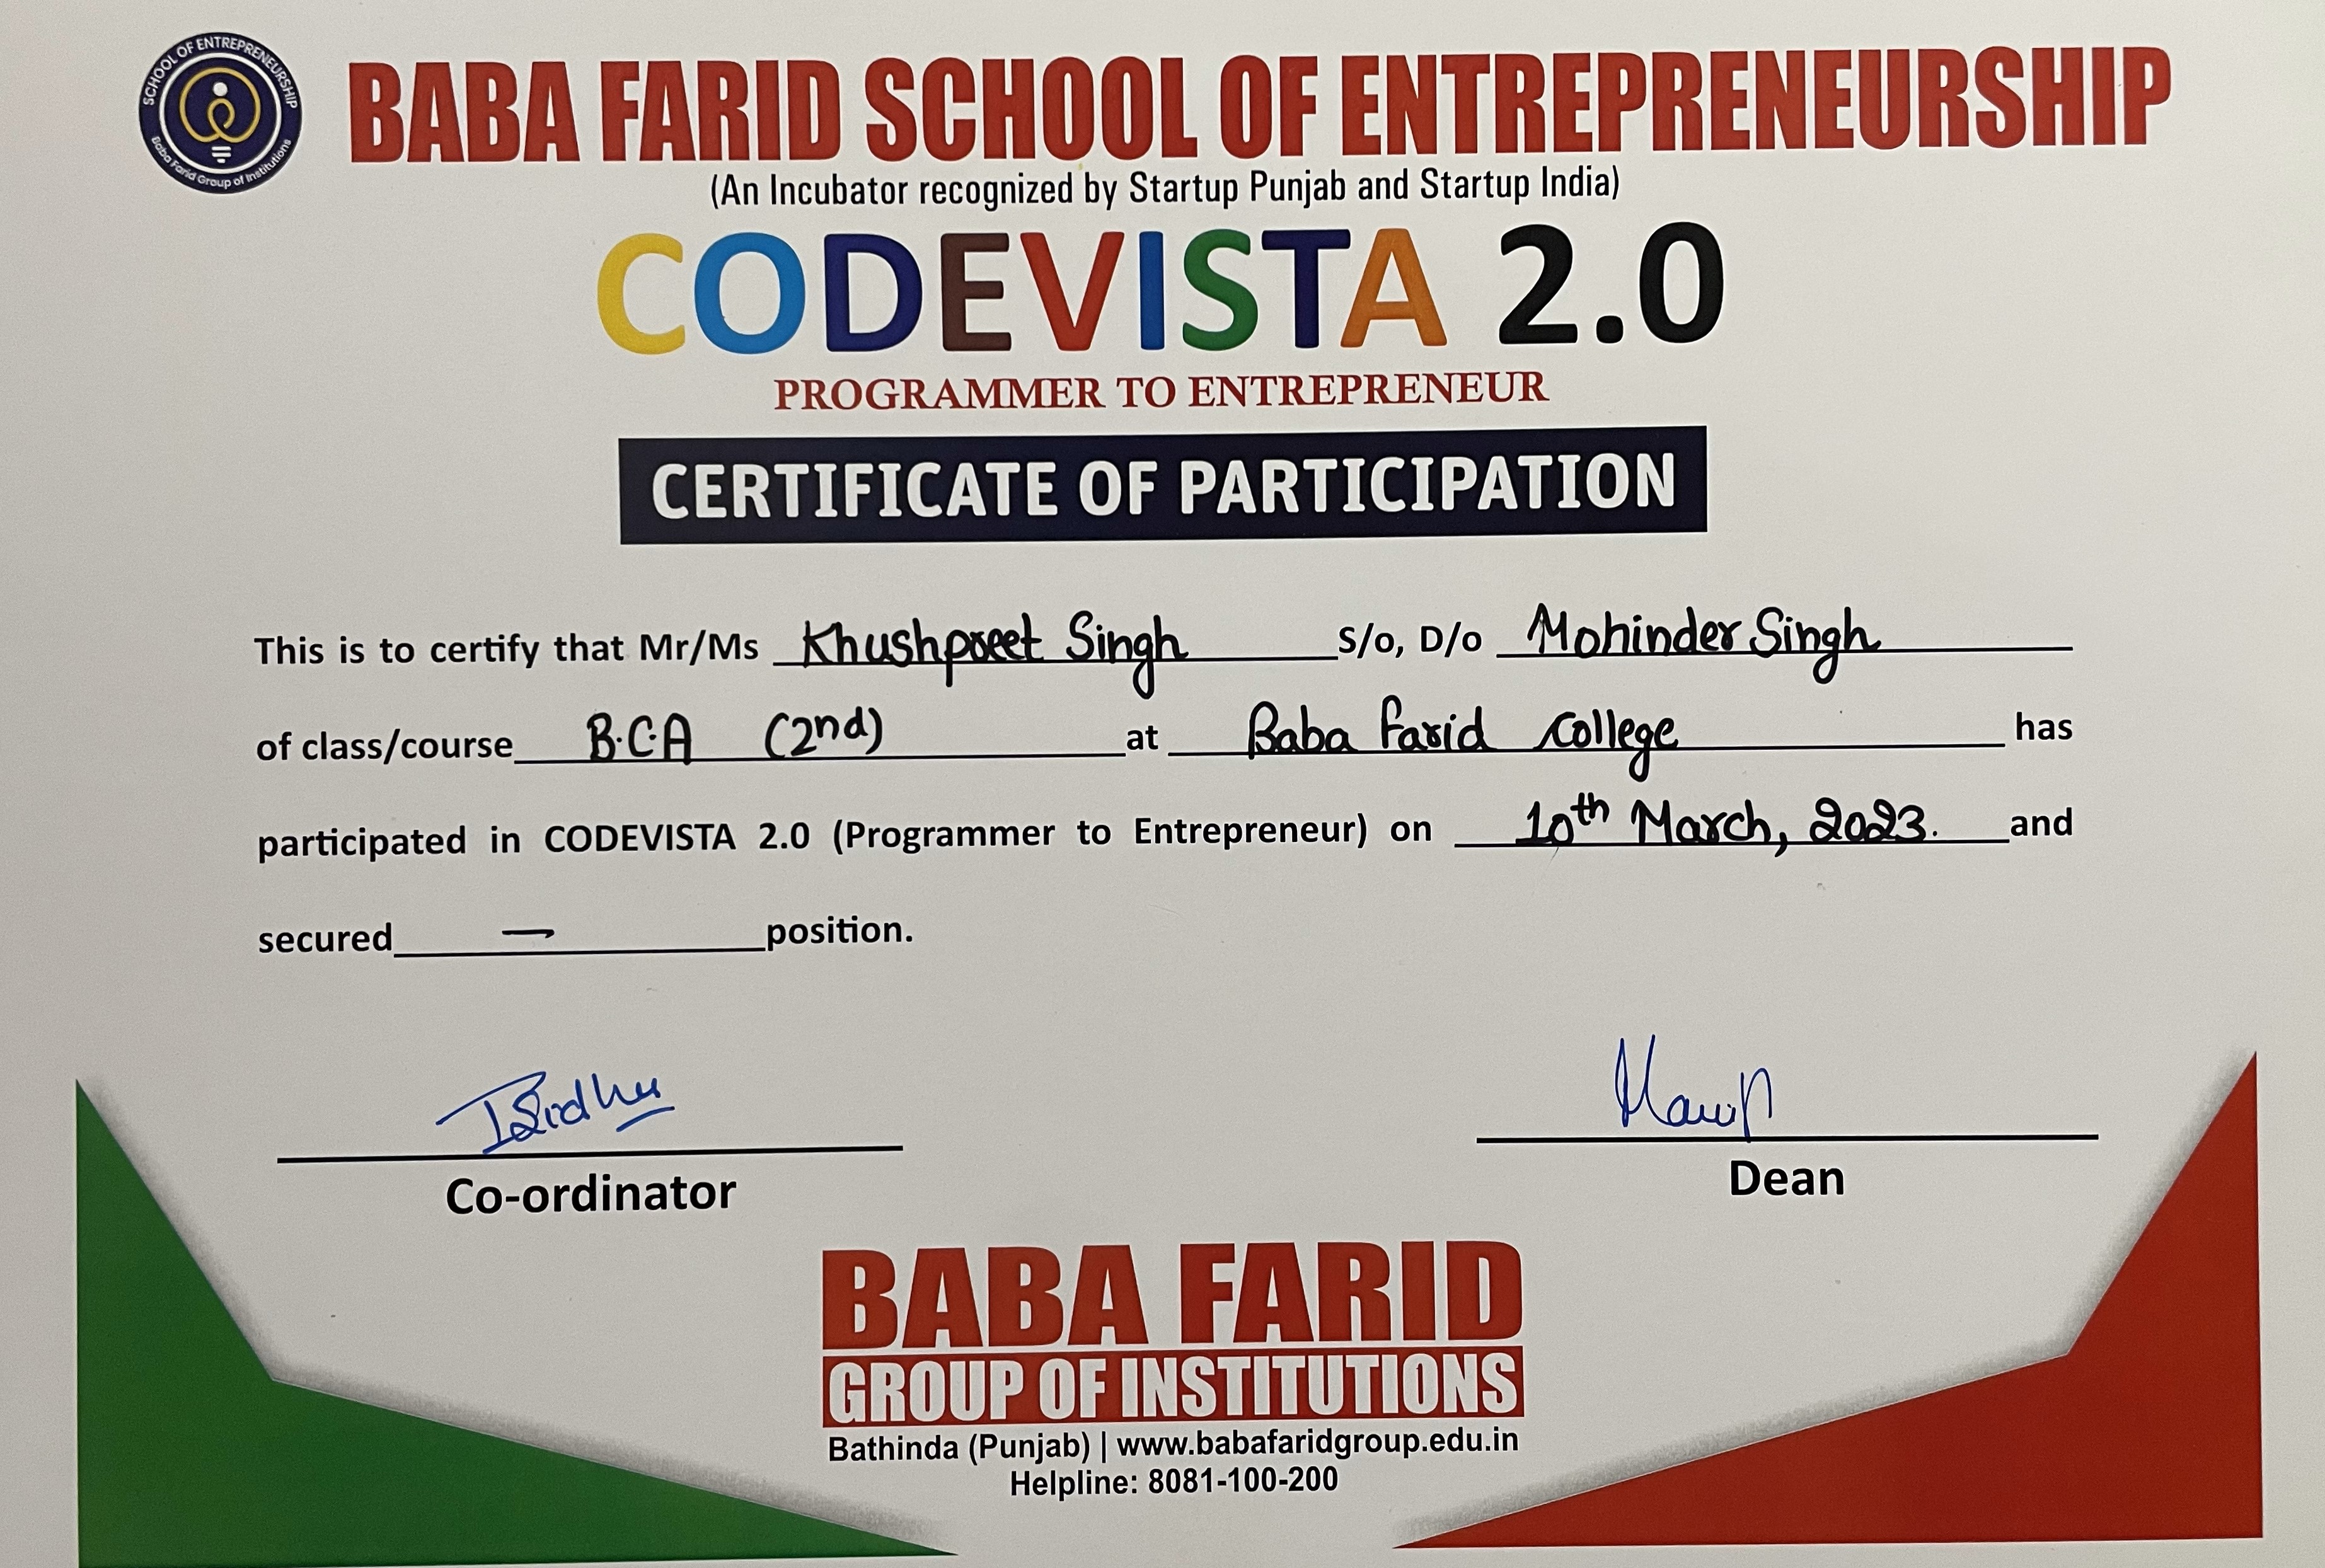 SCHOOL OF ENTREPRENEURSHIP
Baba Farid Group of Institutions
BABA FARID SCHOOL OF ENTREPRENEURSHIP
(An Incubator recognized by Startup Punjab and Startup India)
CODEVISTA 2.0
PROGRAMMER TO ENTREPRENEUR
CERTIFICATE OF PARTICIPATION
This is to certify that Mr/Ms Khushpreet Singh S/o, D/o Mohinder Singh
of class/course B.C.A (2nd) at Baba Farid College has
participated in CODEVISTA 2.0 (Programmer to Entrepreneur) on 10th March, 2023. and
secured — position.
Co-ordinator
Dean
BABA FARID
GROUP OF INSTITUTIONS
Bathinda (Punjab) | www.babafaridgroup.edu.in
Helpline: 8081-100-200